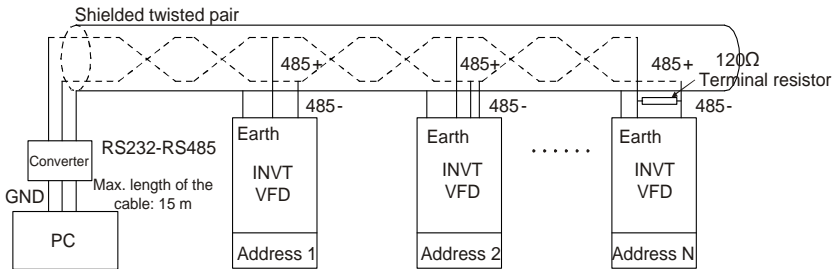 Shielded twisted pair
485+
485+
485+
120Ω
Terminal resistor
485-
485-
485-
Earth
Earth
Earth
RS232-RS485
Converter
INVT
VFD
INVT
VFD
······
INVT
VFD
GND
Max. length of the
cable: 15 m
PC
Address 1
Address 2
Address N